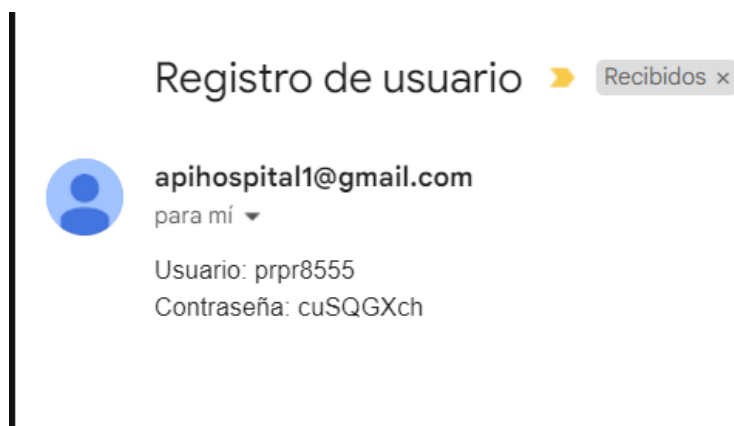 Registro de usuario Recibidos ×
apihospital1@gmail.com
para mí
Usuario: prpr8555
Contraseña: cuSQGXch